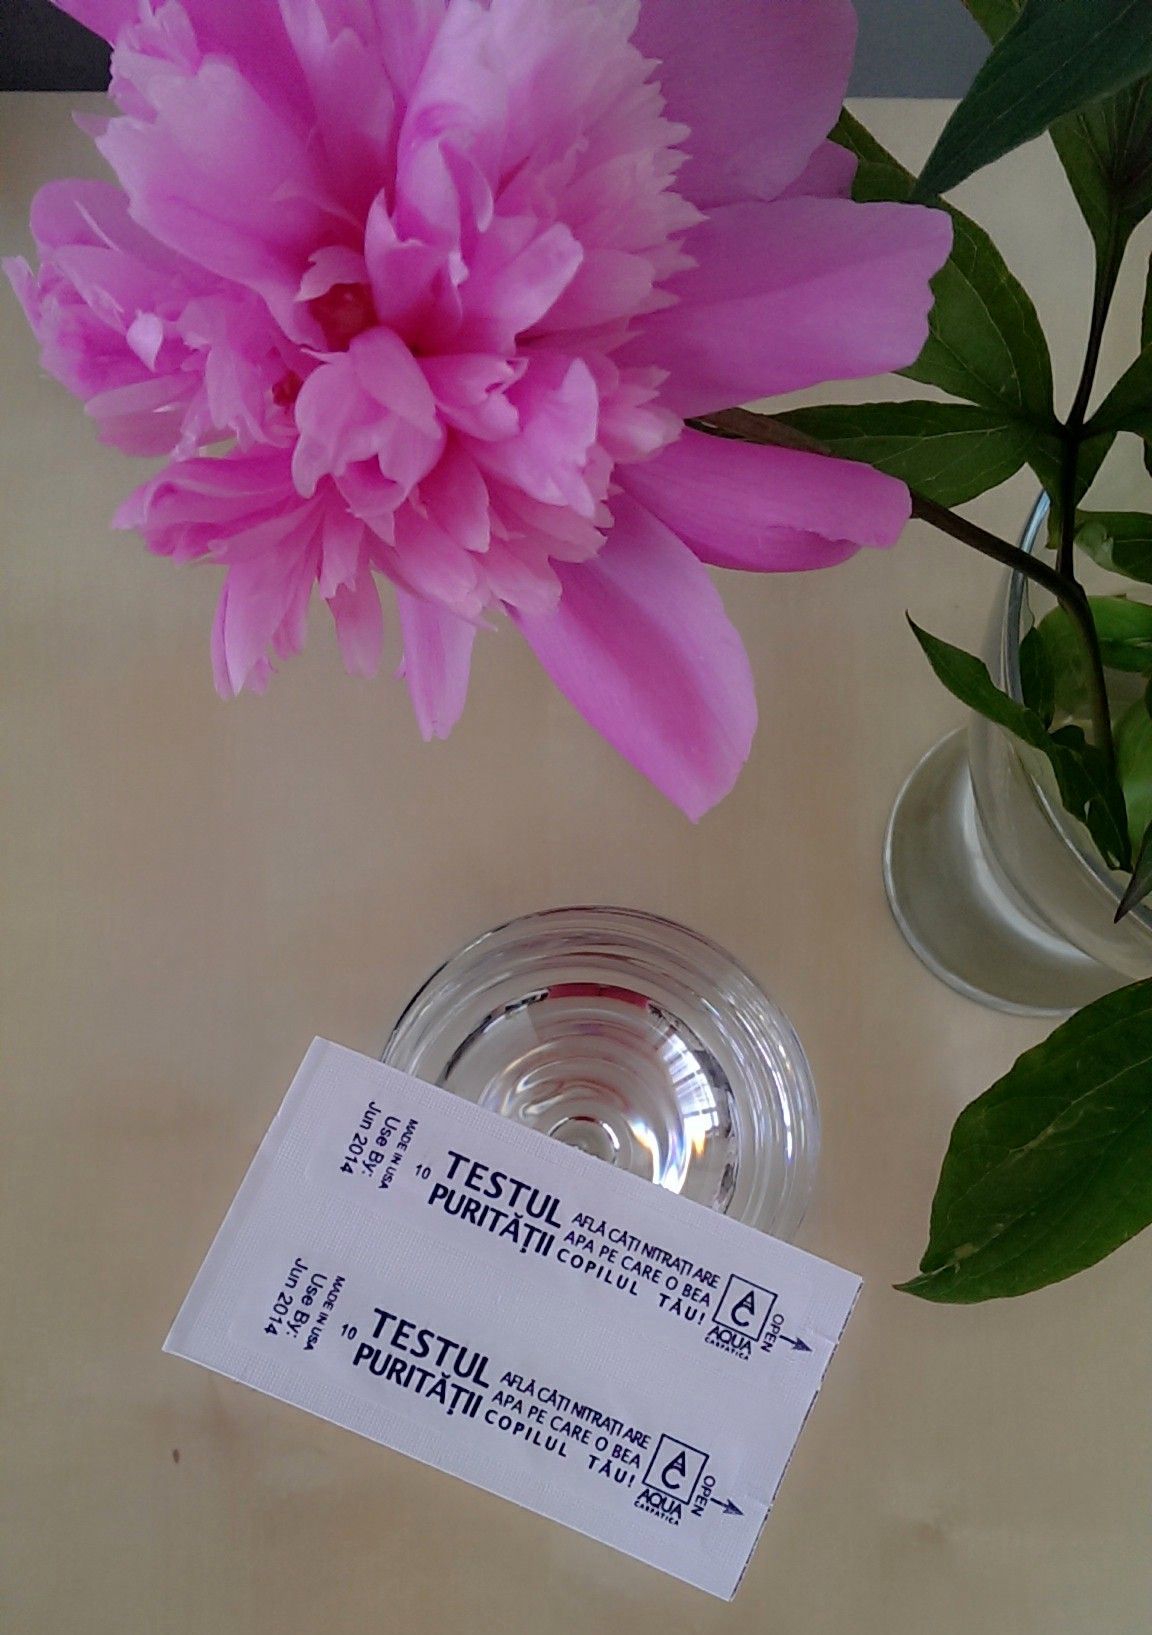 MADE IN USA
Use By:
Jun 2014
10
TESTUL
PURITĂȚII
AFLĂ CÂȚI NITRAȚI ARE
APA PE CARE O BEA
COPILUL TĂU!
AC
AQUA
CARPATICA
OPEN
MADE IN USA
Use By:
Jun 2014
10
TESTUL
PURITĂȚII
AFLĂ CÂȚI NITRAȚI ARE
APA PE CARE O BEA
COPILUL TĂU!
AC
AQUA
CARPATICA
OPEN